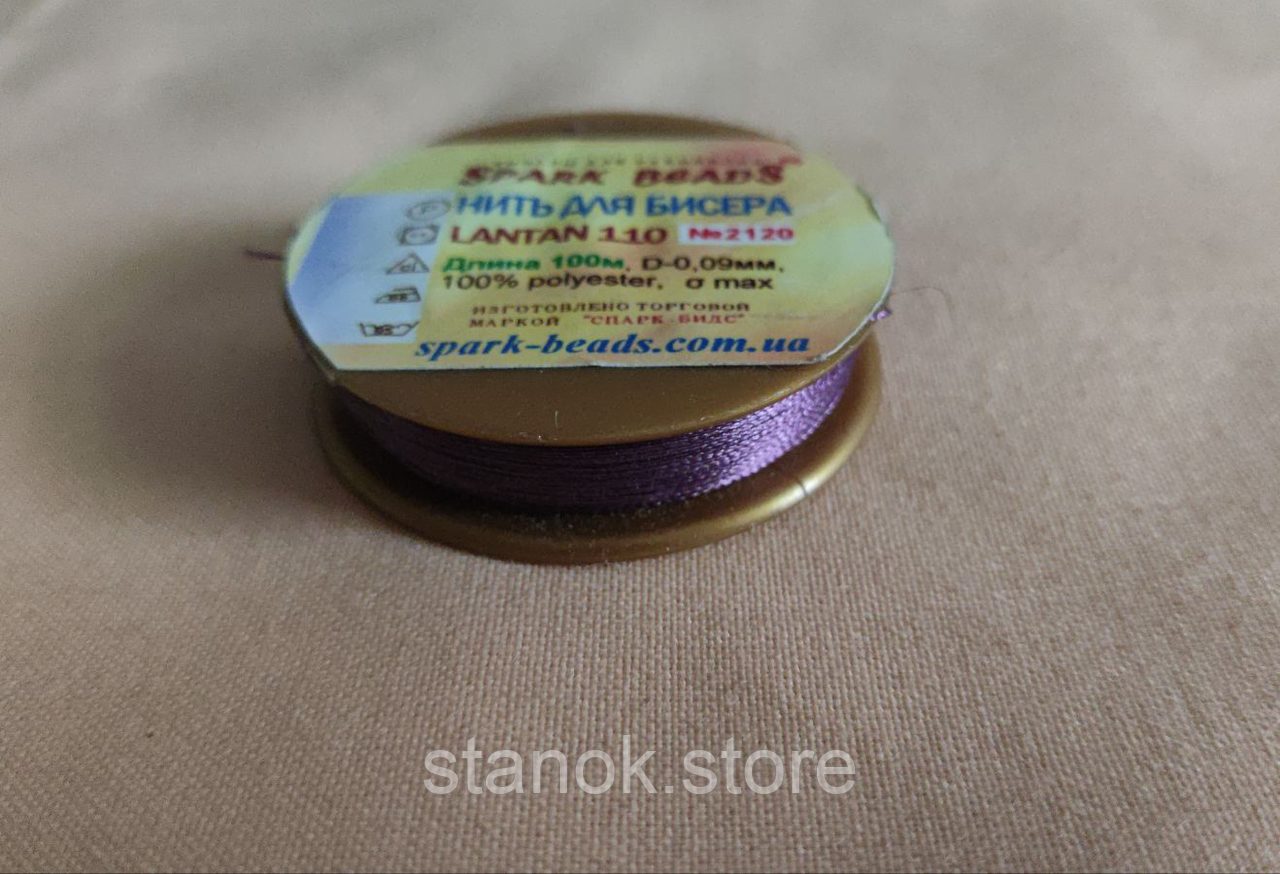 SPARK BEADS
НИТЬ ДЛЯ БИСЕРА
LANTAN 110 №2120
Длина 100м, D-0,09мм,
100% polyester, σ max
ИЗГОТОВЛЕНО ТОРГОВОЙ
МАРКОЙ "СПАРК-БИДС"
spark-beads.com.ua
stanok.store